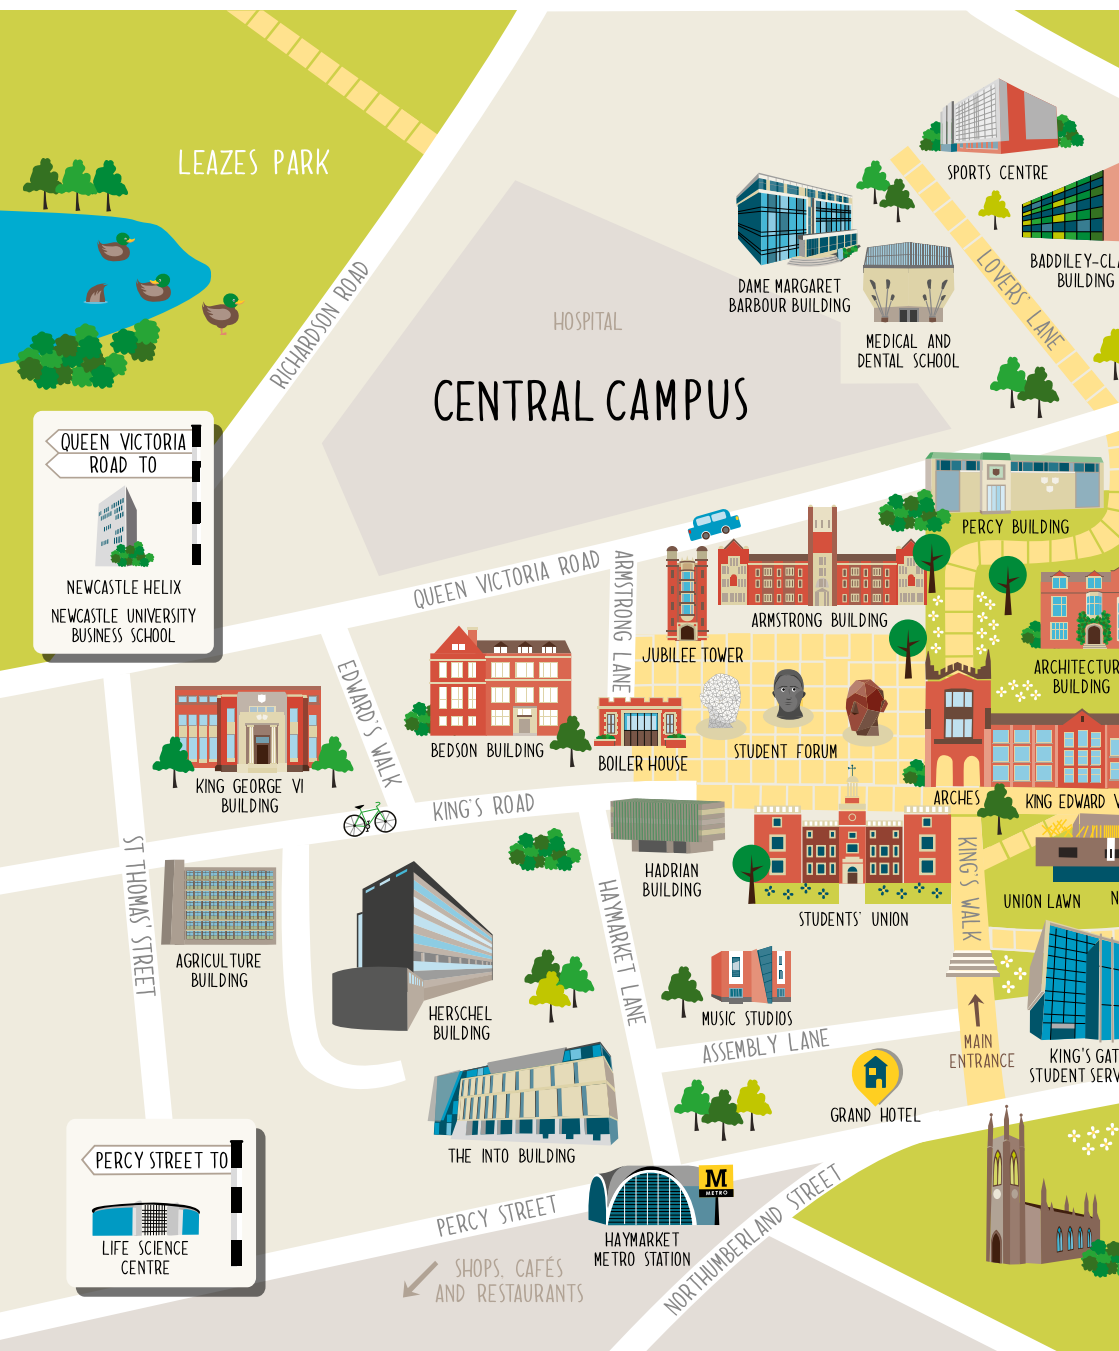 LEAZES PARK
SPORTS CENTRE
LOVERS' LANE
BUILDING
DAME MARGARET
BARBOUR BUILDING
RICHARDSON ROAD
HOSPITAL
MEDICAL AND
DENTAL SCHOOL
CENTRAL CAMPUS
QUEEN VICTORIA
ROAD TO
NEWCASTLE HELIX
NEWCASTLE UNIVERSITY
BUSINESS SCHOOL
PERCY BUILDING
QUEEN VICTORIA ROAD
ARMSTRONG LANE
ARMSTRONG BUILDING
JUBILEE TOWER
ARCHITECTUR
BUILDING
EDWARD'S WALK
BEDSON BUILDING
BOILER HOUSE
STUDENT FORUM
KING GEORGE VI
BUILDING
KING'S ROAD
ARCHES
KING EDWARD V
ST THOMAS' STREET
HADRIAN
BUILDING
KING'S WALK
UNION LAWN
N
STUDENTS' UNION
HAYMARKET LANE
AGRICULTURE
BUILDING
HERSCHEL
BUILDING
MUSIC STUDIOS
ASSEMBLY LANE
MAIN
ENTRANCE
KING'S GAT
STUDENT SERV
GRAND HOTEL
THE INTO BUILDING
PERCY STREET TO
LIFE SCIENCE
CENTRE
M
METRO
PERCY STREET
HAYMARKET
METRO STATION
NORTHUMBERLAND STREET
SHOPS, CAFÉS
AND RESTAURANTS